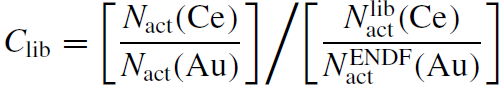 C_lib = [ N_act(Ce) / N_act(Au) ] / [ N_act^lib(Ce) / N_act^ENDF(Au) ]